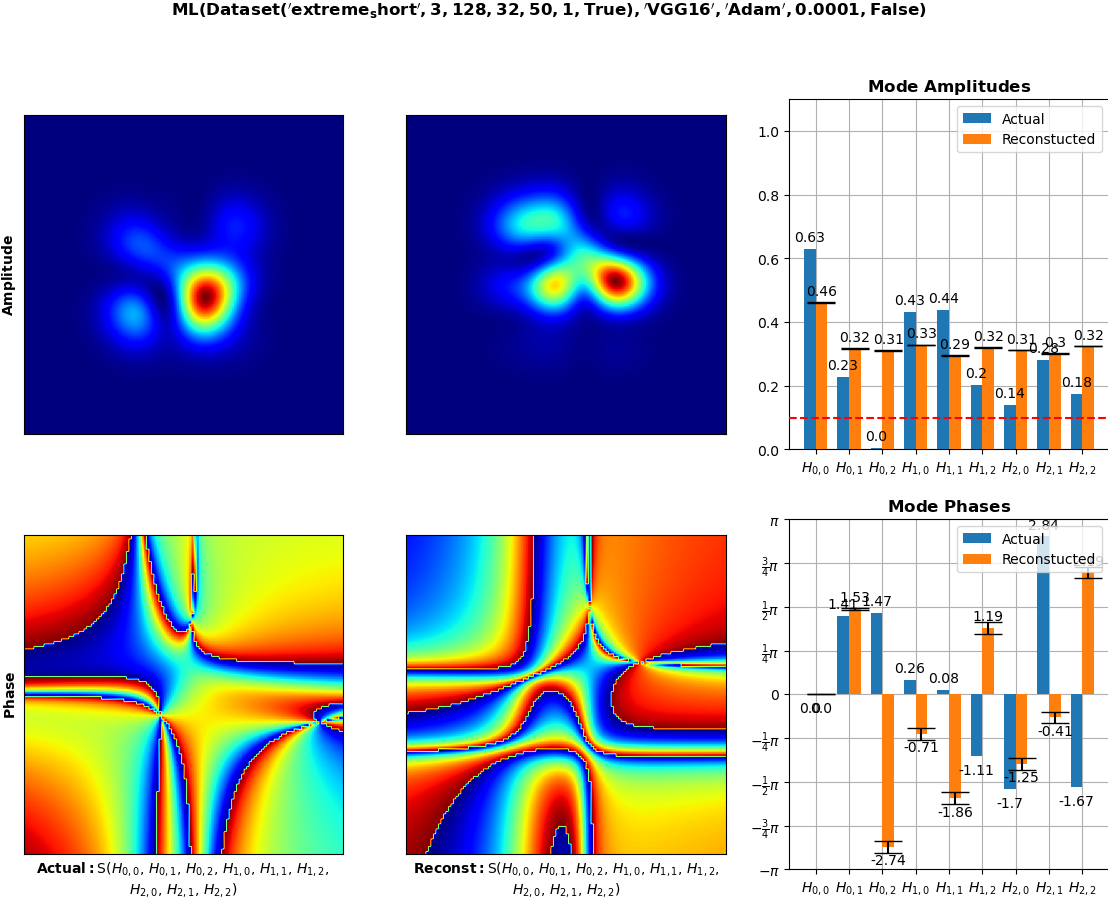 ML(Dataset('extreme_short', 3, 128, 32, 50, 1, True), 'VGG16', 'Adam', 0.0001, False)
Amplitude
Mode Amplitudes
Actual
Reconstucted
1.0
0.8
0.6
0.4
0.2
0.0
0.63
0.46
0.23
0.32
0.0
0.31
0.43
0.33
0.44
0.29
0.2
0.32
0.14
0.31
0.28
0.3
0.18
0.32
H0,0 H0,1 H0,2 H1,0 H1,1 H1,2 H2,0 H2,1 H2,2
Phase
Actual: S(H0,0, H0,1, H0,2, H1,0, H1,1, H1,2,
H2,0, H2,1, H2,2)
Reconst: S(H0,0, H0,1, H0,2, H1,0, H1,1, H1,2,
H2,0, H2,1, H2,2)
Mode Phases
Actual
Reconstucted
π
3/4π
1/2π
1/4π
0
−1/4π
−1/2π
−3/4π
−π
0.0
0.0
1.41
1.53
1.47
-2.74
0.26
-0.71
0.08
-1.86
-1.11
1.19
-1.7
-1.25
2.84
-0.41
-1.67
H0,0 H0,1 H0,2 H1,0 H1,1 H1,2 H2,0 H2,1 H2,2